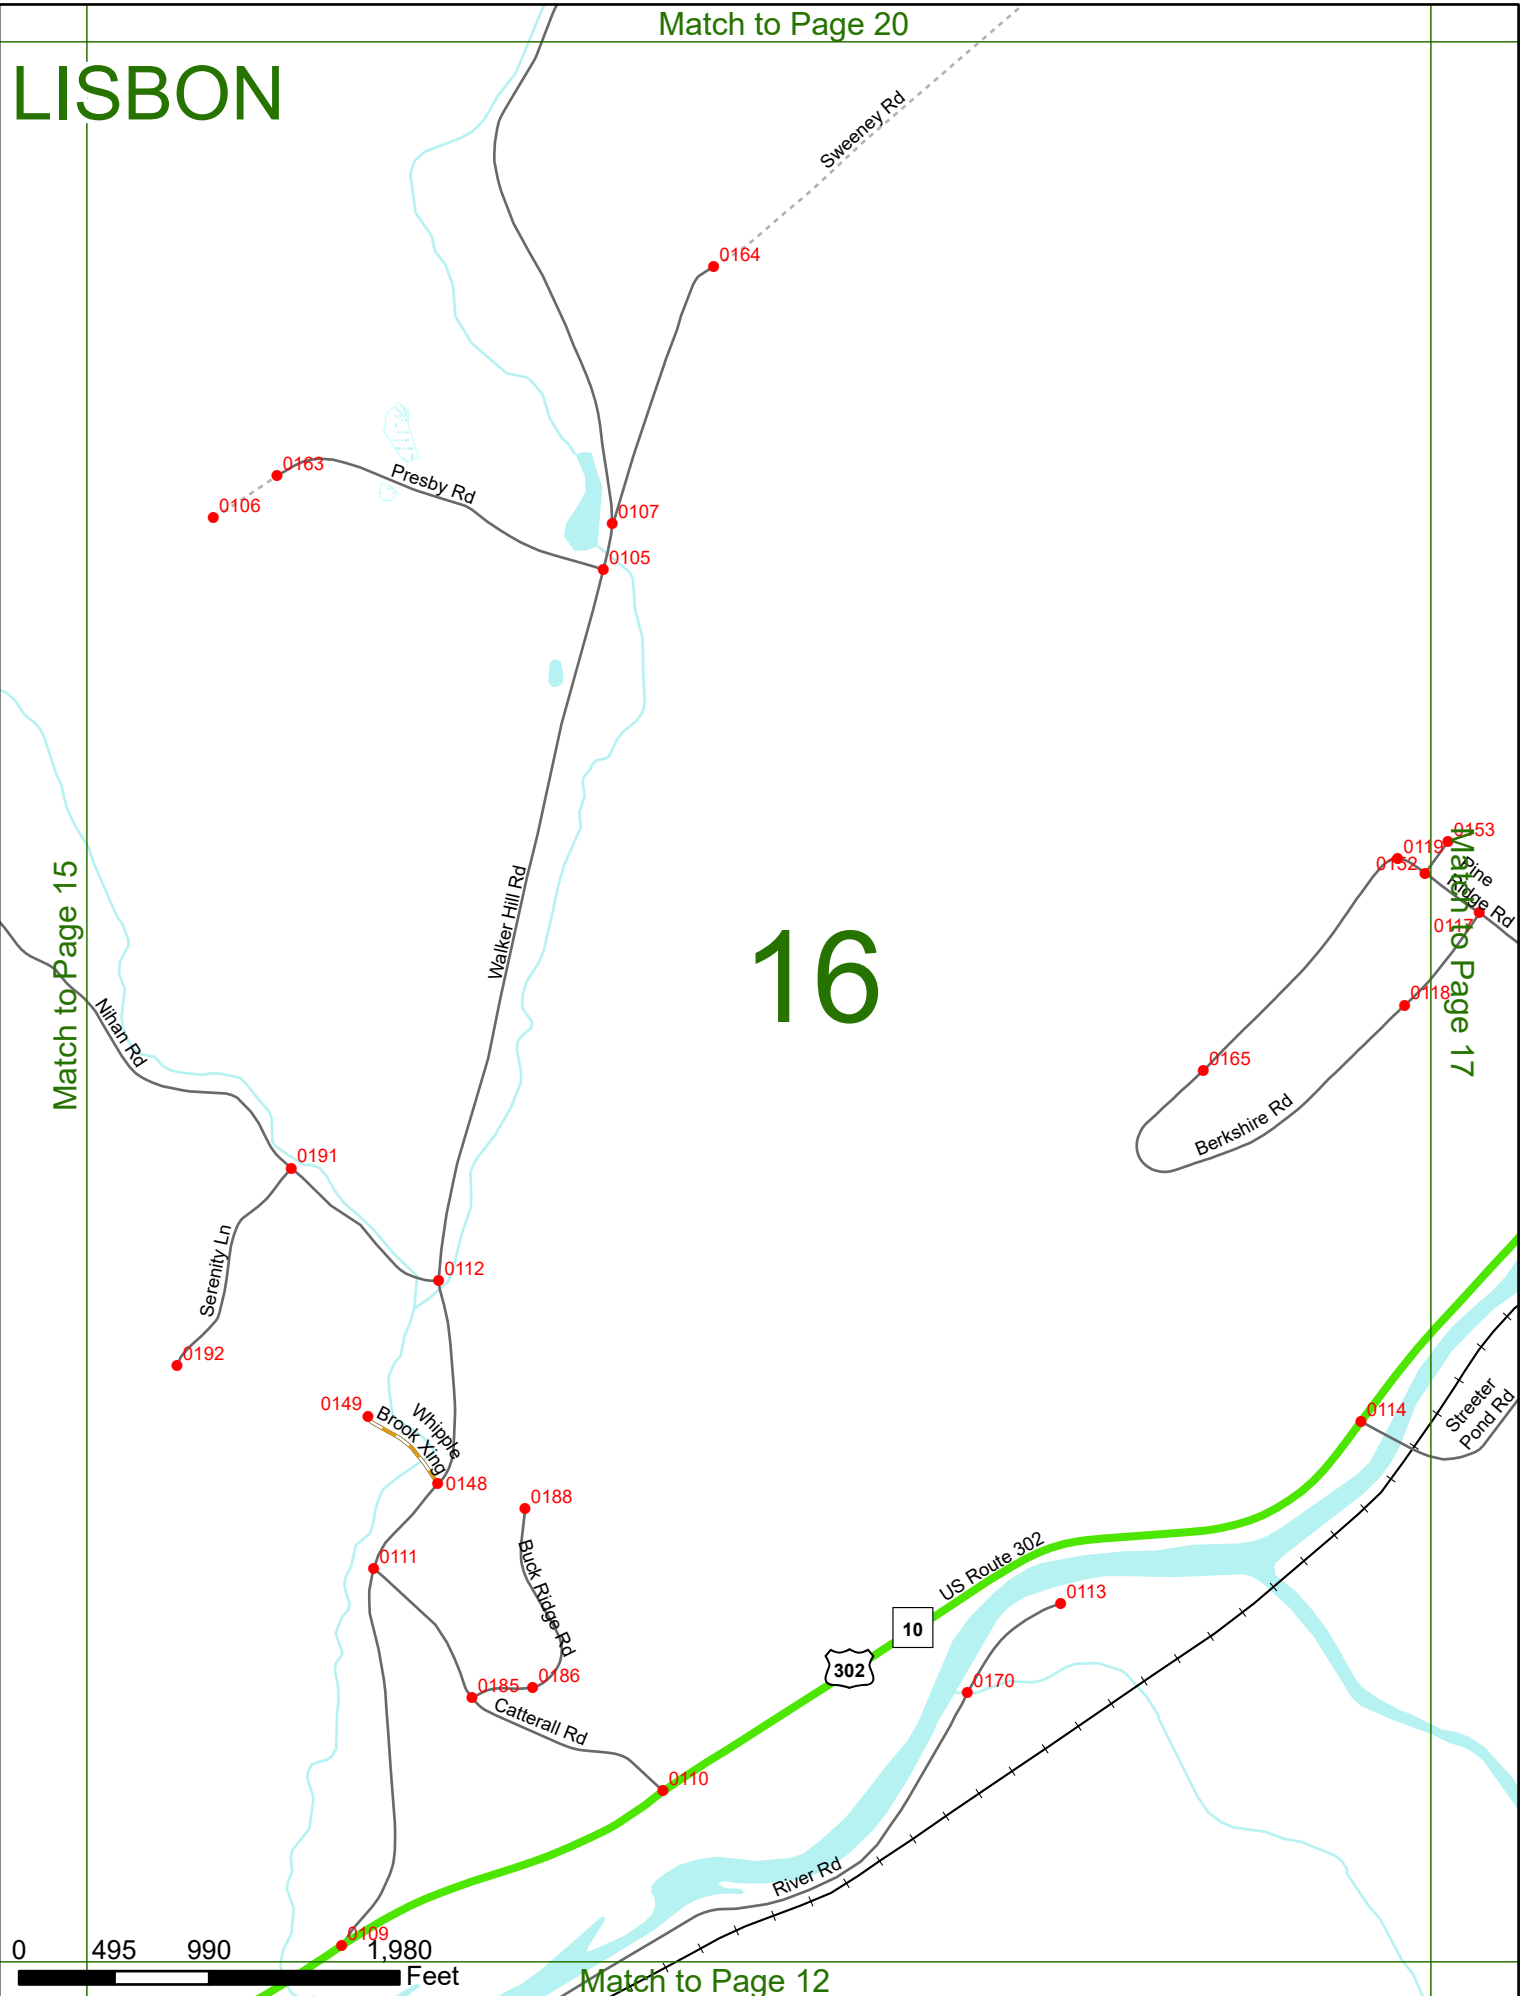 Match to Page 20
LISBON
Sweeney Rd
0164
0163
Presby Rd
0106
0107
0105
0153
0119
0152
Pine
Ridge Rd
Match to Page 15
Walker Hill Rd
16
0117
Match to Page 17
Nihan Rd
0118
0165
Berkshire Rd
0191
Serenity Ln
0112
0192
0149
Whipple
Brook Xing
0114
Streeter
Pond Rd
0148
0188
US Route 302
0111
Buck Ridge Rd
0113
10
302
0186
0185
0170
Catterall Rd
0110
River Rd
0109
0 495 990 1,980
Feet
Match to Page 12